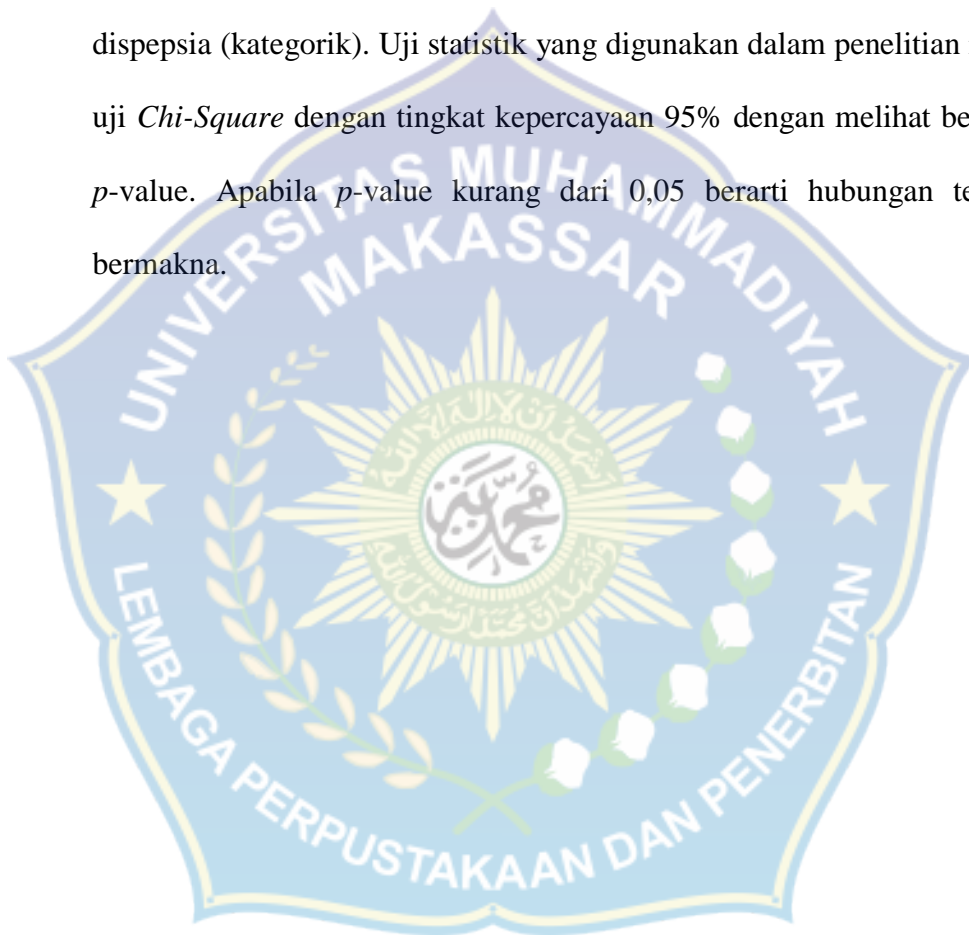 dispepsia (kategorik). Uji statistik yang digunakan dalam penelitian
uji Chi-Square dengan tingkat kepercayaan 95% dengan melihat be
p-value. Apabila p-value kurang dari 0,05 berarti hubungan te
bermakna.
UNIVERSITAS MUHAMMADIYAH
MAKASSAR
LEMBAGA PERPUSTAKAAN DAN PENERBITAN